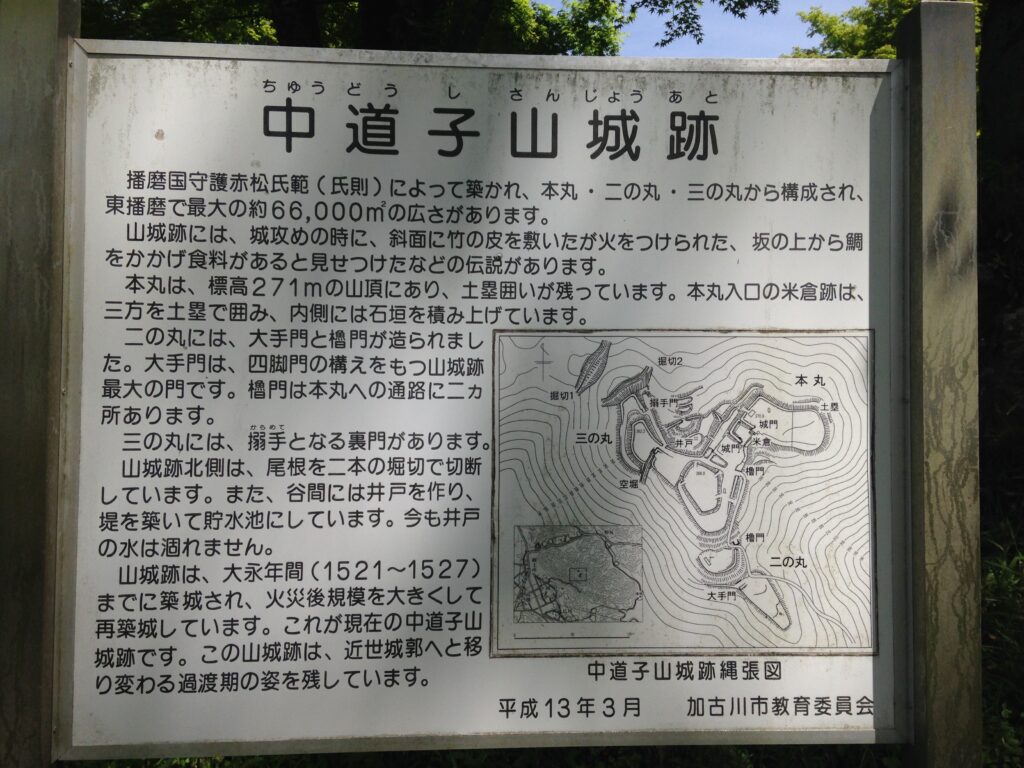 ちゅうどうしさんじょうあと
中道子山城跡
播磨国守護赤松氏範(氏則)によって築かれ、本丸・二の丸・三の丸から構成され、
東播磨で最大の約66,000㎡の広さがあります。
山城跡には、城攻めの時に、斜面に竹の皮を敷いたが火をつけられた、坂の上から鯛
をかかげ食料があると見せつけたなどの伝説があります。
本丸は、標高271mの山頂にあり、土塁囲いが残っています。本丸入口の米倉跡は、
三方を土塁で囲み、内側には石垣を積み上げています。
二の丸には、大手門と櫓門が造られまし
た。大手門は、四脚門の構えをもつ山城跡
最大の門です。櫓門は本丸への通路に二ヵ
所あります。
からめて
三の丸には、搦手となる裏門があります。
山城跡北側は、尾根を二本の堀切で切断
しています。また、谷間には井戸を作り、
堤を築いて貯水池にしています。今も井戸
の水は涸れません。
山城跡は、大永年間(1521〜1527)
までに築城され、火災後規模を大きくして
再築城しています。これが現在の中道子山
城跡です。この山城跡は、近世城郭へと移
り変わる過渡期の姿を残しています。
堀切2
堀切1
本丸
搦手門
土塁
城門
三の丸
井戸
米倉
城門
櫓門
空堀
櫓門
二の丸
大手門
中道子山城跡縄張図
平成13年3月 加古川市教育委員会